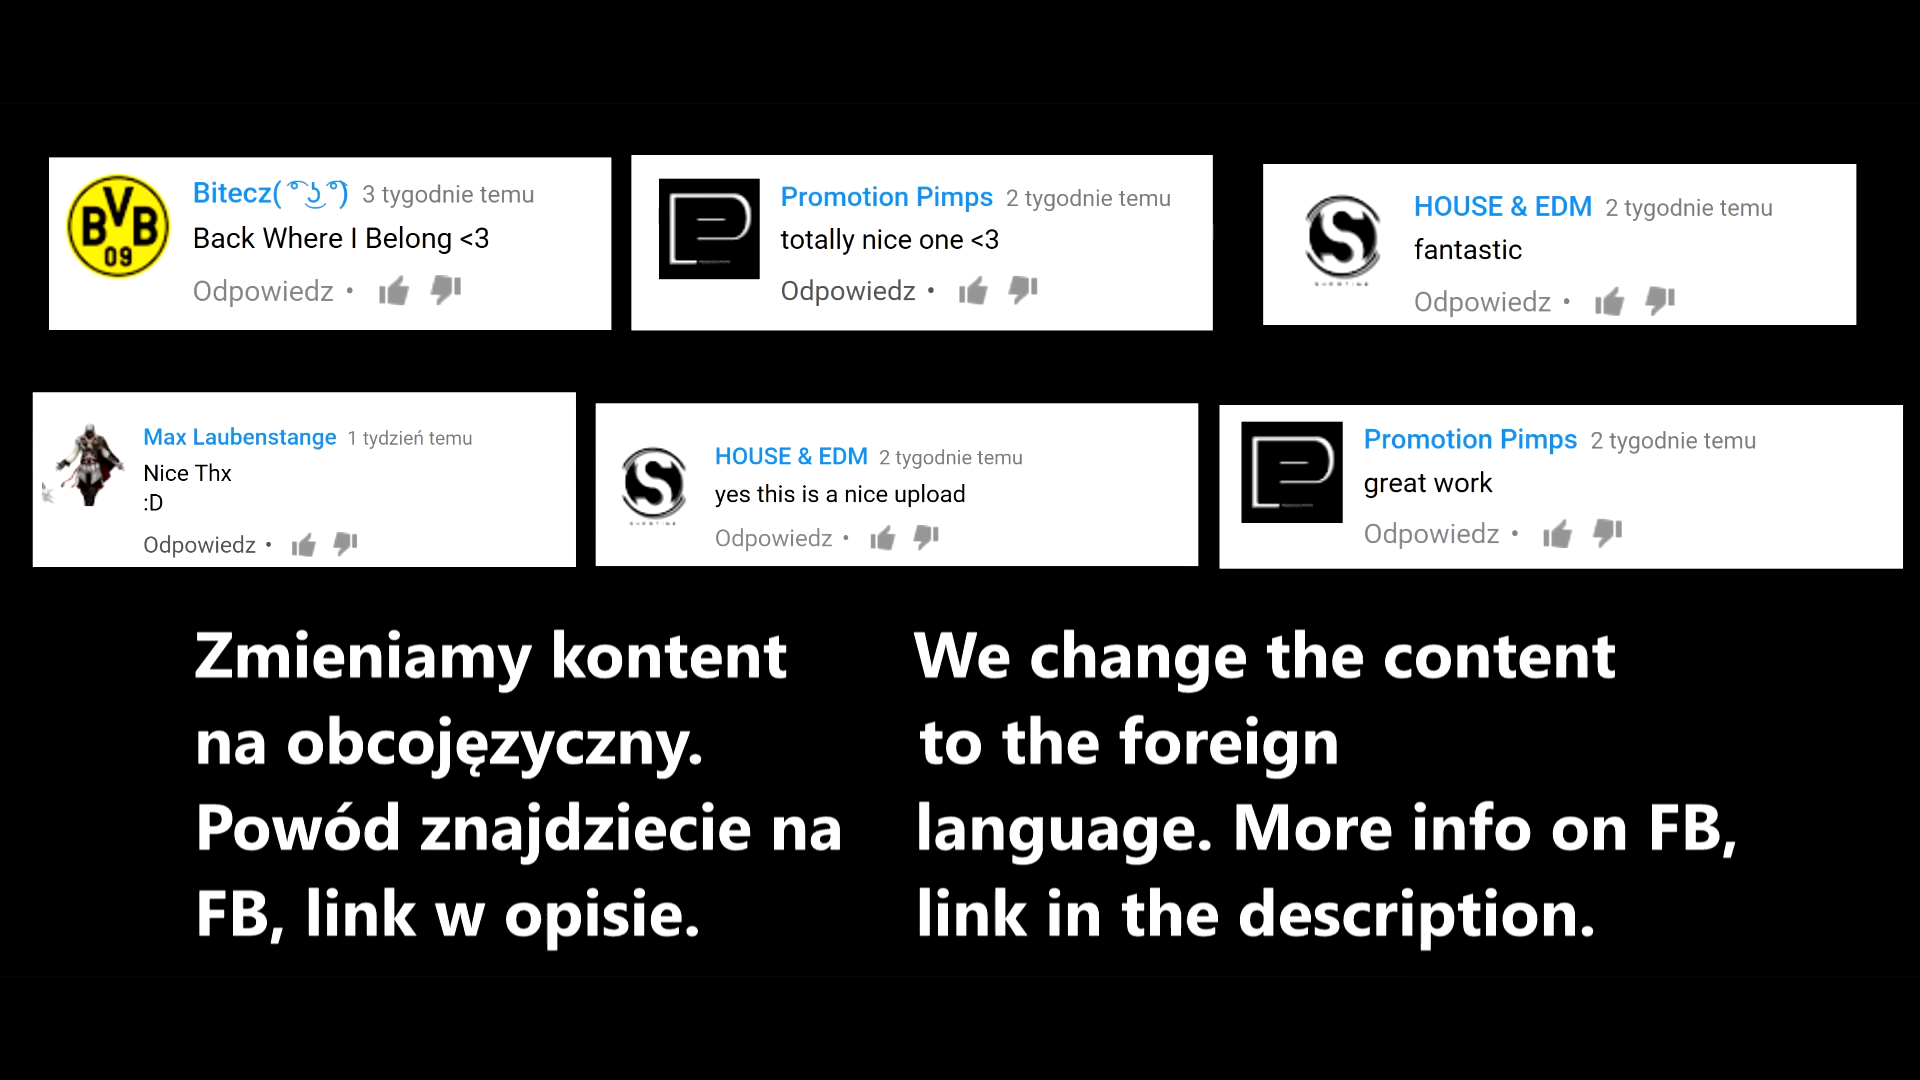 BVB
09
Bitecz( ͡° ͜ʖ ͡°) 3 tygodnie temu
Back Where I Belong <3
Odpowiedz •
Promotion Pimps 2 tygodnie temu
totally nice one <3
Odpowiedz •
HOUSE & EDM 2 tygodnie temu
fantastic
Odpowiedz •
Max Laubenstange 1 tydzień temu
Nice Thx
:D
Odpowiedz •
HOUSE & EDM 2 tygodnie temu
yes this is a nice upload
Odpowiedz •
Promotion Pimps 2 tygodnie temu
great work
Odpowiedz •
Zmieniamy kontent
na obcojęzyczny.
Powód znajdziecie na
FB, link w opisie.
We change the content
to the foreign
language. More info on FB,
link in the description.